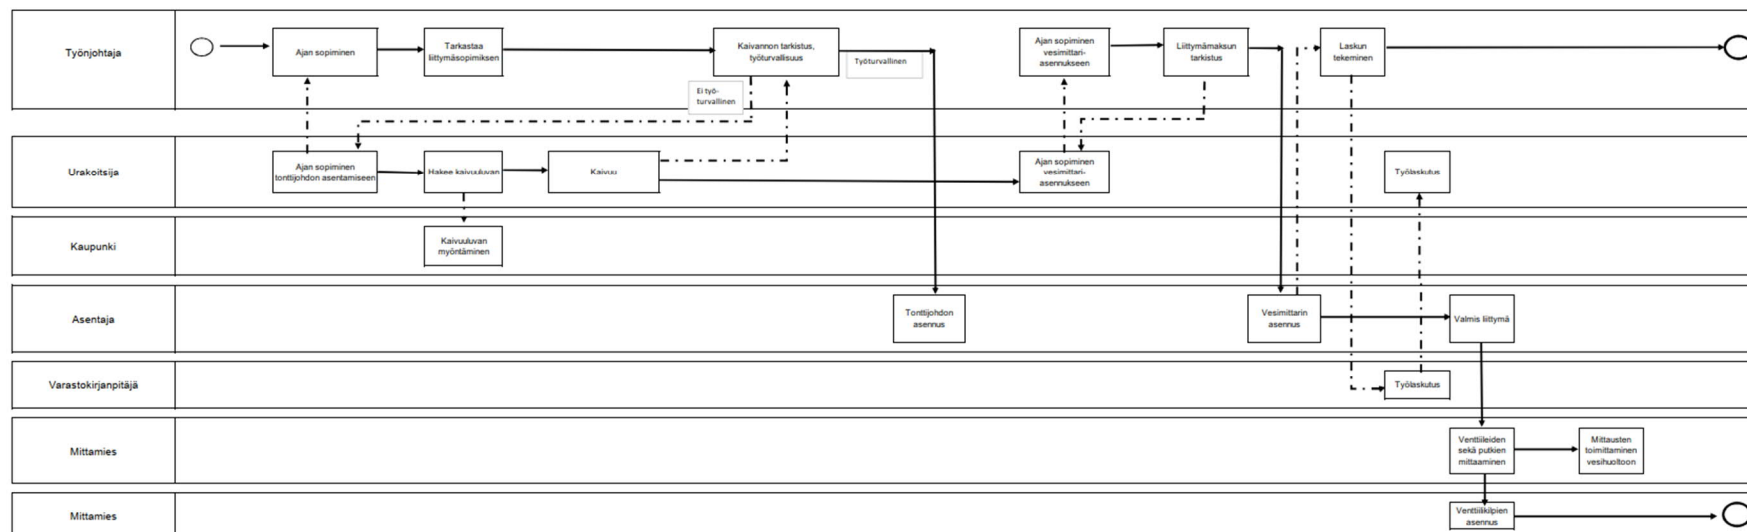 Työnjohtaja
Ajan sopiminen
Tarkastaa
liittymäsopimiksen
Kaivannon tarkistus,
työturvallisuus
Työturvallinen
Ei työ-
turvallinen
Ajan sopiminen
vesimittari-
asennukseen
Liittymämaksun
tarkistus
Laskun
tekeminen
Urakoitsija
Ajan sopiminen
tonttijohdon asentamiseen
Hakee kaivuuluvan
Kaivuu
Ajan sopiminen
vesimittari-
asennukseen
Työlaskutus
Kaupunki
Kaivuuluvan
myöntäminen
Asentaja
Tonttijohdon
asennus
Vesimittarin
asennus
Valmis liittymä
Varastokirjanpitäjä
Työlaskutus
Mittamies
Venttiileiden
sekä putkien
mittaaminen
Mittausten
toimittaminen
vesihuoltoon
Mittamies
Venttiilikilpien
asennus